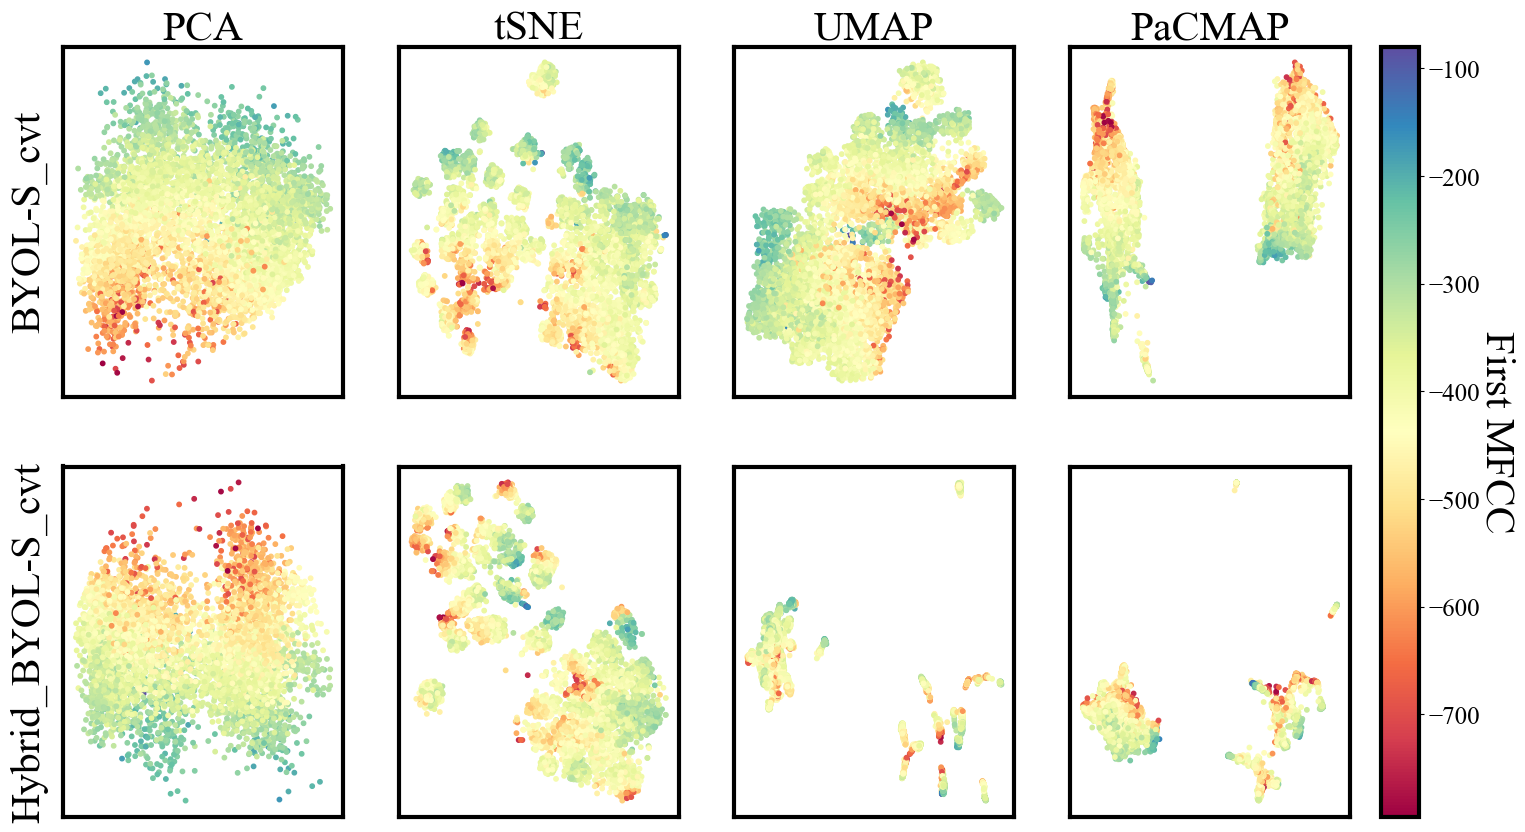 PCA
tSNE
UMAP
PaCMAP
BYOL-S_cvt
Hybrid_BYOL-S_cvt
−100
−200
−300
−400
−500
−600
−700
First MFCC